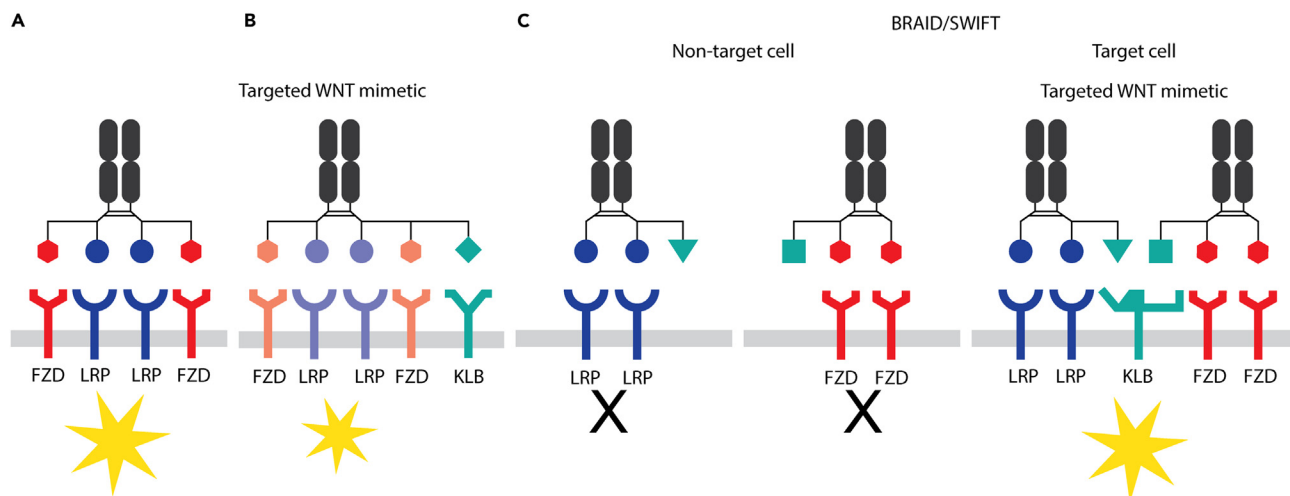 A
B
C
BRAID/SWIFT
Non-target cell
Target cell
Targeted WNT mimetic
Targeted WNT mimetic
FZD LRP LRP FZD
FZD LRP LRP FZD KLB
LRP LRP
FZD FZD
LRP LRP KLB FZD FZD
X
X